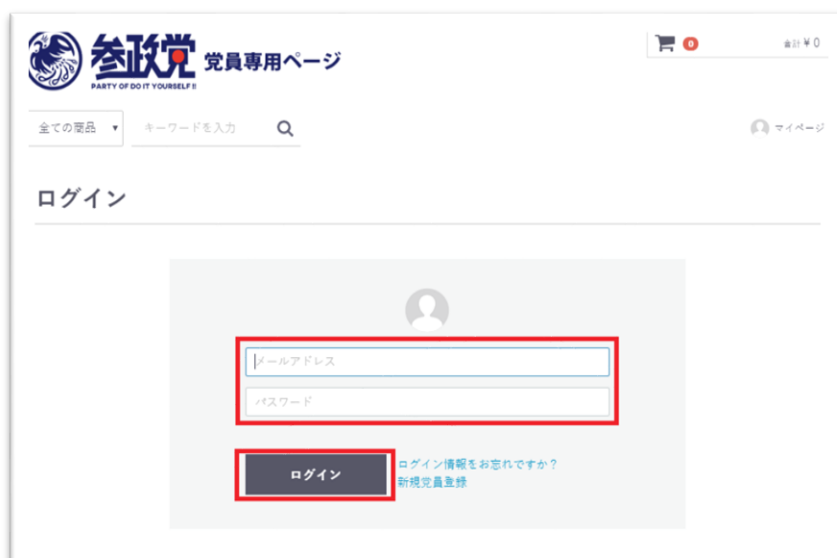 参政党 党員専用ページ
PARTY OF DO IT YOURSELF!!
0
合計 ¥ 0
全ての商品 ▼
キーワードを入力
マイページ
ログイン
メールアドレス
パスワード
ログイン
ログイン情報をお忘れですか?
新規党員登録